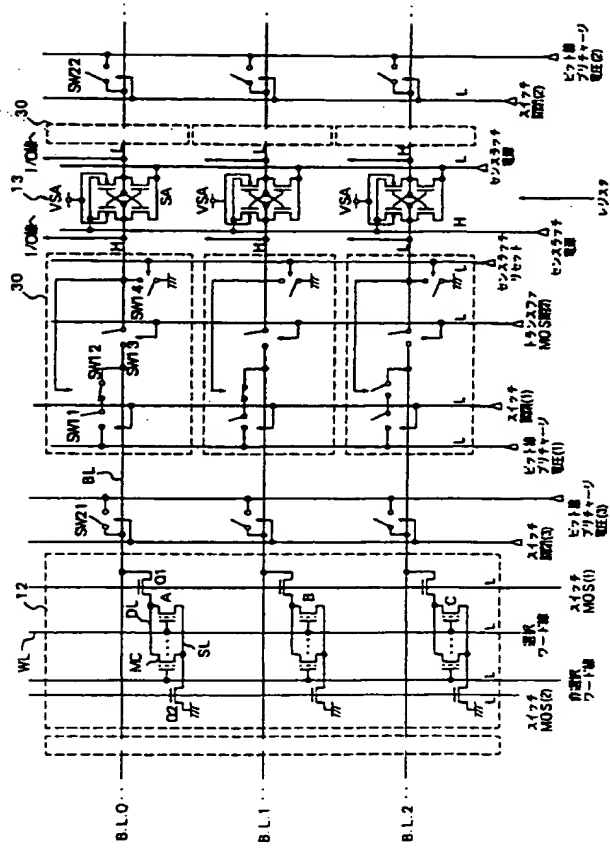 WL
12
B.L.0
B.L.1
B.L.2
Q2
MC
DL
SL
A
Q1
B
C
BL
SW21
30
SW11
SW12
SW13
SW14
I/O線へ
13
VSA
SA
VSA
VSA
I/O線へ
30
SW22
H
L
H
L
L
H
H
L
L
L
L
L
L
L
L
スイッチ
MOS(2)
非選択
ワード線
選択
ワード線
スイッチ
MOS(1)
スイッチ
制御(3)
ビット線
プリチャージ
電圧(3)
ビット線
プリチャージ
電圧(1)
スイッチ
制御(1)
トランスファ
MOS制御
センスラッチ
リセット
センスラッチ
電源
レジスタ
センスラッチ
電源
スイッチ
制御(2)
ビット線
プリチャージ
電圧(2)